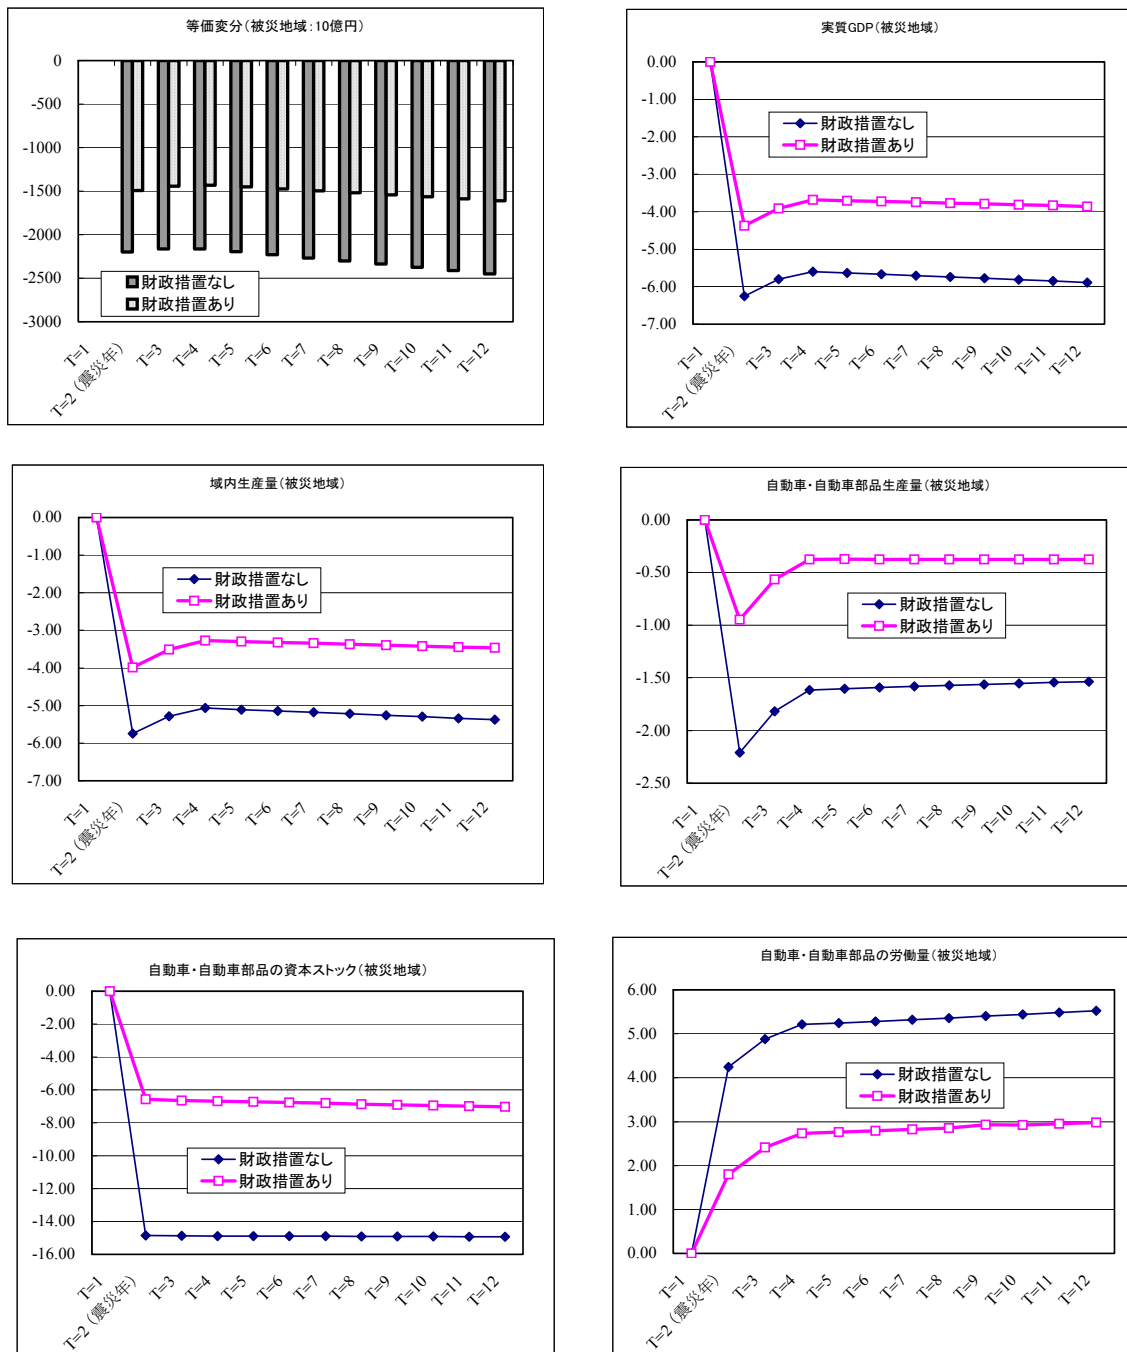 等価変分(被災地域:10億円)
0
-500
-1000
-1500
-2000
-2500
-3000
財政措置なし
財政措置あり
T=1
T=2 (震災年)
T=3
T=4
T=5
T=6
T=7
T=8
T=9
T=10
T=11
T=12
実質GDP(被災地域)
0.00
-1.00
-2.00
-3.00
-4.00
-5.00
-6.00
-7.00
財政措置なし
財政措置あり
T=1
T=2 (震災年)
T=3
T=4
T=5
T=6
T=7
T=8
T=9
T=10
T=11
T=12
域内生産量(被災地域)
0.00
-1.00
-2.00
-3.00
-4.00
-5.00
-6.00
-7.00
財政措置なし
財政措置あり
T=1
T=2 (震災年)
T=3
T=4
T=5
T=6
T=7
T=8
T=9
T=10
T=11
T=12
自動車・自動車部品生産量(被災地域)
0.00
-0.50
-1.00
-1.50
-2.00
-2.50
財政措置なし
財政措置あり
T=1
T=2 (震災年)
T=3
T=4
T=5
T=6
T=7
T=8
T=9
T=10
T=11
T=12
自動車・自動車部品の資本ストック(被災地域)
0.00
-2.00
-4.00
-6.00
-8.00
-10.00
-12.00
-14.00
-16.00
財政措置なし
財政措置あり
T=1
T=2 (震災年)
T=3
T=4
T=5
T=6
T=7
T=8
T=9
T=10
T=11
T=12
自動車・自動車部品の労働量(被災地域)
6.00
5.00
4.00
3.00
2.00
1.00
0.00
財政措置なし
財政措置あり
T=1
T=2 (震災年)
T=3
T=4
T=5
T=6
T=7
T=8
T=9
T=10
T=11
T=12